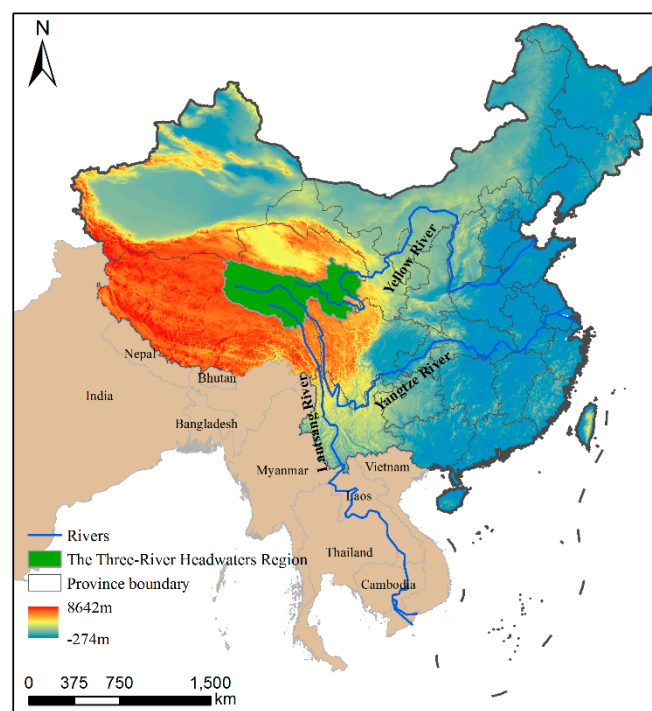 N
Yellow River
Yangtze River
Lantsang River
Nepal
Bhutan
India
Bangladesh
Myanmar
Vietnam
Laos
Thailand
Cambodia
Rivers
The Three-River Headwaters Region
Province boundary
8642m
-274m
0 375 750 1,500
km